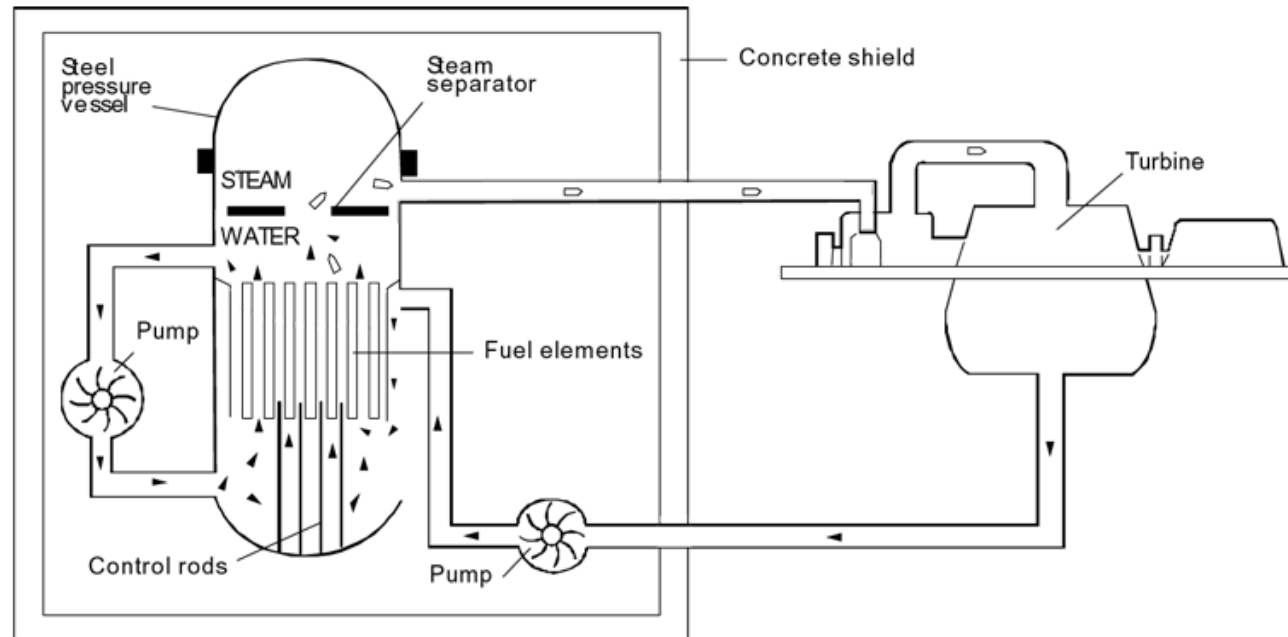 Steel
pressure
vessel
Steam
separator
Concrete shield
Turbine
STEAM
WATER
Pump
Fuel elements
Control rods
Pump